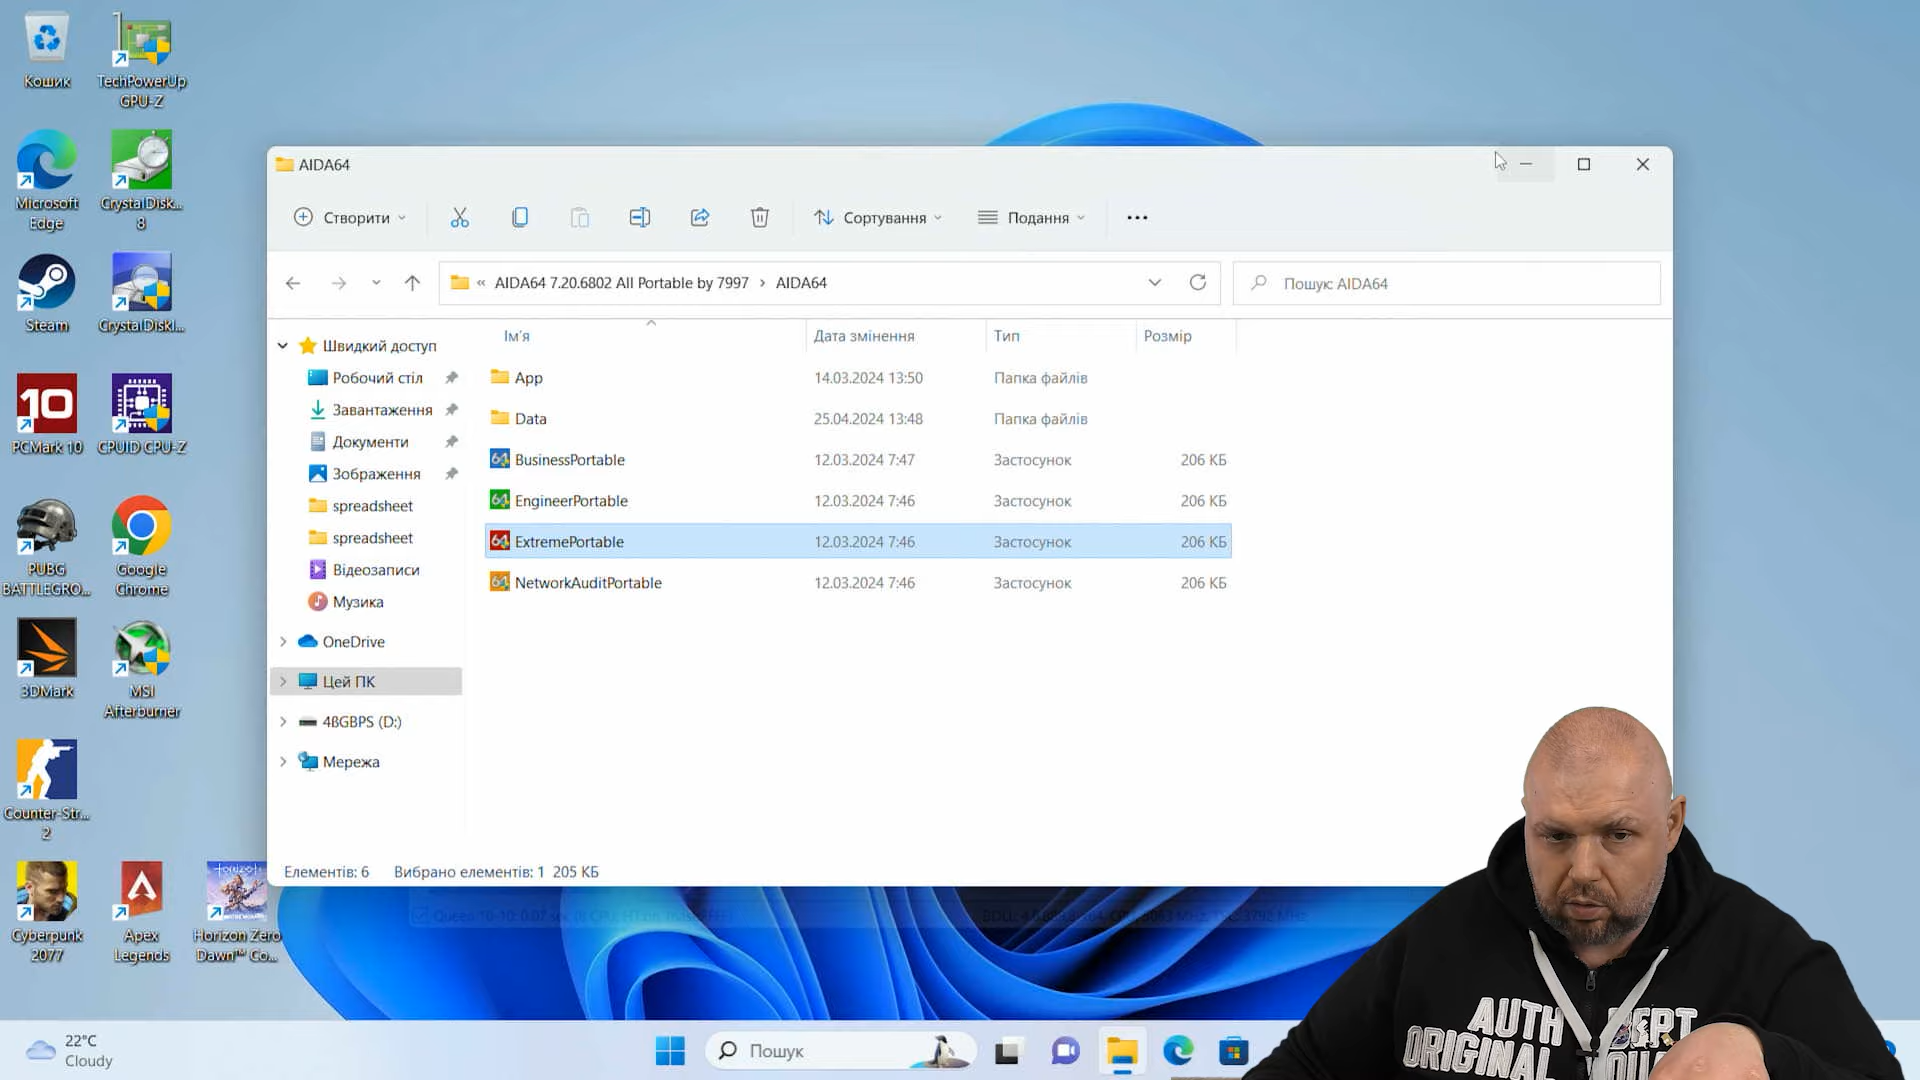 Кошик
TechPowerUp
GPU-Z
Microsoft
Edge
CrystalDisk...
8
Steam
CrystalDiskI...
PCMark 10
CPUID CPU-Z
PUBG
BATTLEGRO...
Google
Chrome
3DMark
MSI
Afterburner
Counter-Str...
2
Cyberpunk
2077
Apex
Legends
Horizon Zero
Dawn™ Co...
AIDA64
Створити
Сортування
Подання
« AIDA64 7.20.6802 All Portable by 7997 › AIDA64
Пошук: AIDA64
Швидкий доступ
Робочий стіл
Завантаження
Документи
Зображення
spreadsheet
spreadsheet
Відеозаписи
Музика
OneDrive
Цей ПК
48GBPS (D:)
Мережа
Ім'я Дата змінення Тип Розмір
App 14.03.2024 13:50 Папка файлів
Data 25.04.2024 13:48 Папка файлів
BusinessPortable 12.03.2024 7:47 Застосунок 206 КБ
EngineerPortable 12.03.2024 7:46 Застосунок 206 КБ
ExtremePortable 12.03.2024 7:46 Застосунок 206 КБ
NetworkAuditPortable 12.03.2024 7:46 Застосунок 206 КБ
Елементів: 6 Вибрано елементів: 1 205 КБ
22°C
Cloudy
Пошук
AUTH DEPT
ORIGINAL